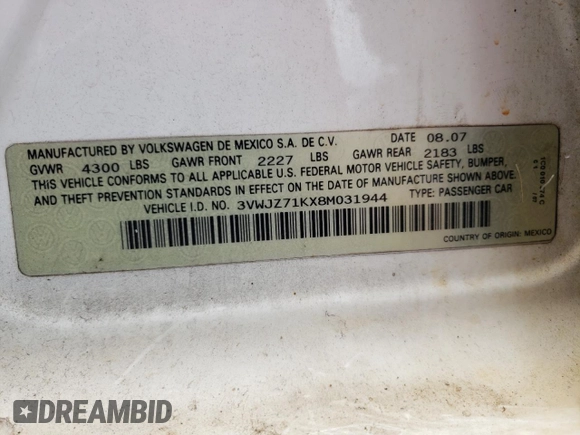 MANUFACTURED BY VOLKSWAGEN DE MEXICO S.A. DE C.V. DATE 08.07
GVWR 4300 LBS GAWR FRONT 2227 LBS GAWR REAR 2183 LBS
THIS VEHICLE CONFORMS TO ALL APPLICABLE U.S. FEDERAL MOTOR VEHICLE SAFETY, BUMPER,
AND THEFT PREVENTION STANDARDS IN EFFECT ON THE DATE OF MANUFACTURE SHOWN ABOVE.
VEHICLE I.D. NO. 3VWJZ71KX8M031944 TYPE: PASSENGER CAR
COUNTRY OF ORIGIN: MEXICO
DREAMBID